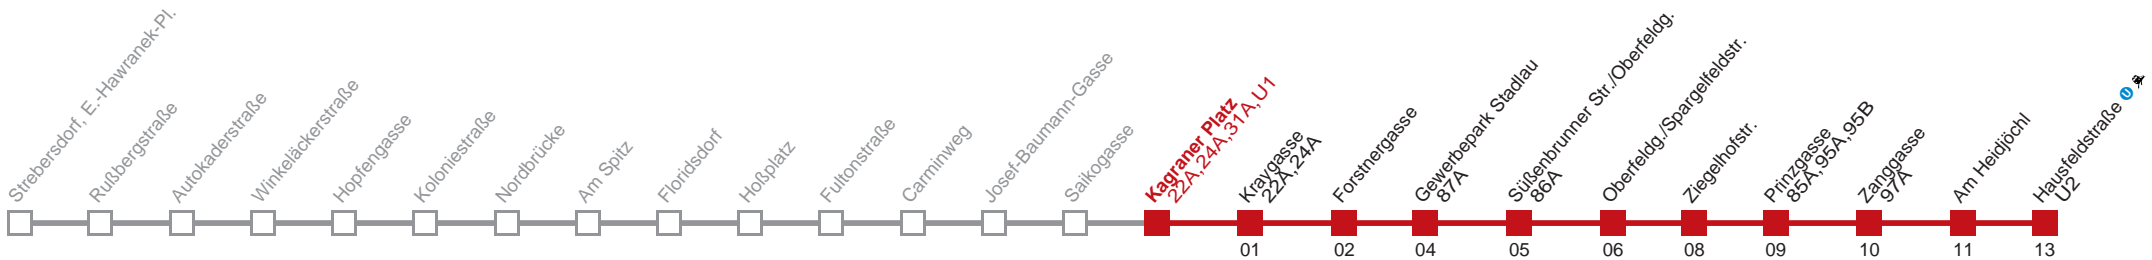 Strebersdorf, E.-Hawranek-Pl.
Rußbergstraße
Autokaderstraße
Winkeläckerstraße
Hopfengasse
Koloniestraße
Nordbrücke
Am Spitz
Floridsdorf
Hoßplatz
Fultonstraße
Carminweg
Josef-Baumann-Gasse
Saikogasse
Kagraner Platz
22A,24A,31A,U1
Kraygasse
22A,24A
Forstnergasse
Gewerbepark Stadlau
87A
Süßenbrunner Str./Oberfeldg.
86A
Oberfeldg./Spargelfeldstr.
Ziegelhofstr.
Prinzgasse
85A,95A,95B
Zanggasse
97A
Am Heidjöchl
Hausfeldstraße U
U2
01
02
04
05
06
08
09
10
11
13